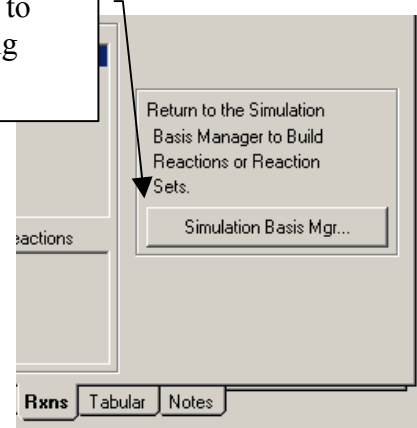 to
Return to the Simulation
Basis Manager to Build
Reactions or Reaction
Sets.
Simulation Basis Mgr...
Rxns Tabular Notes